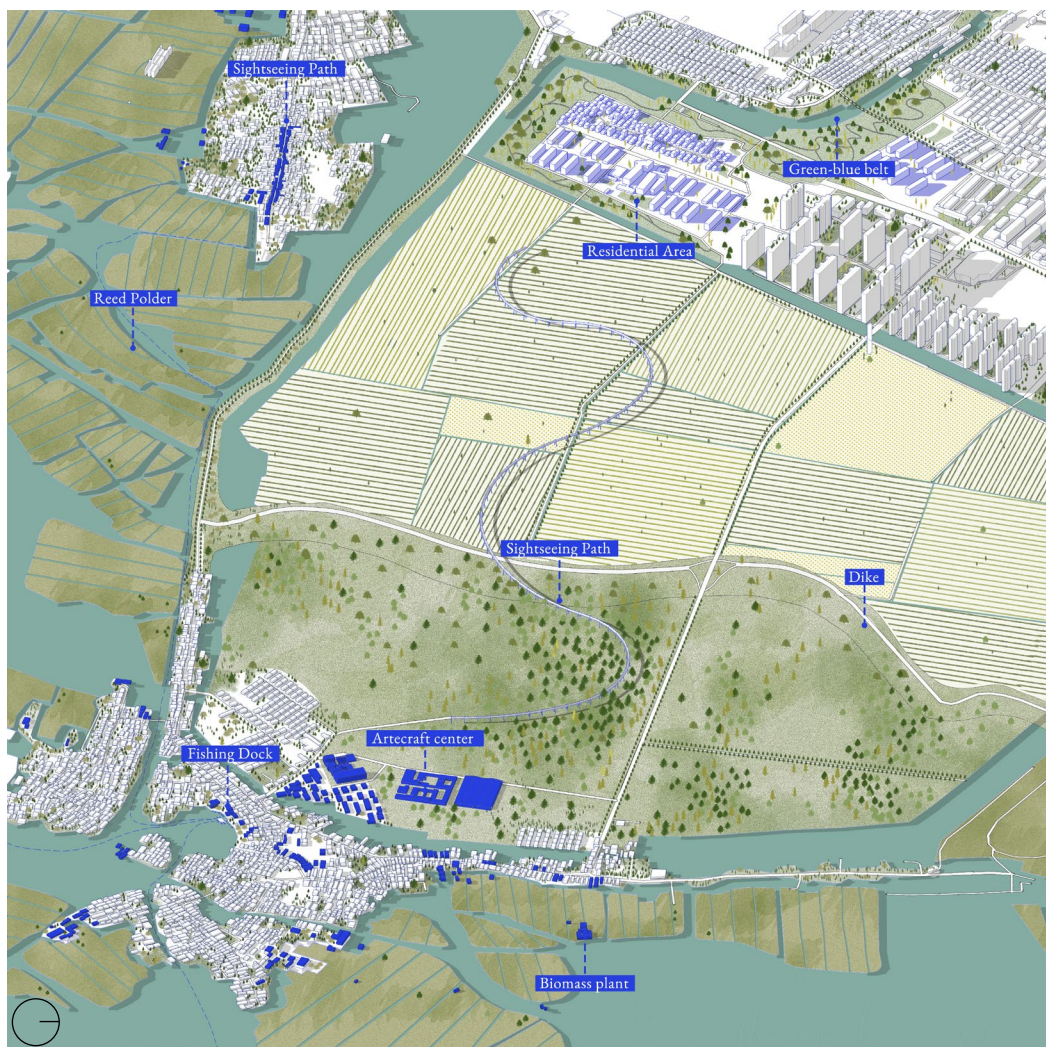 Sightseeing Path
Green-blue belt
Residential Area
Reed Polder
Sightseeing Path
Dike
Artecraft center
Fishing Dock
Biomass plant